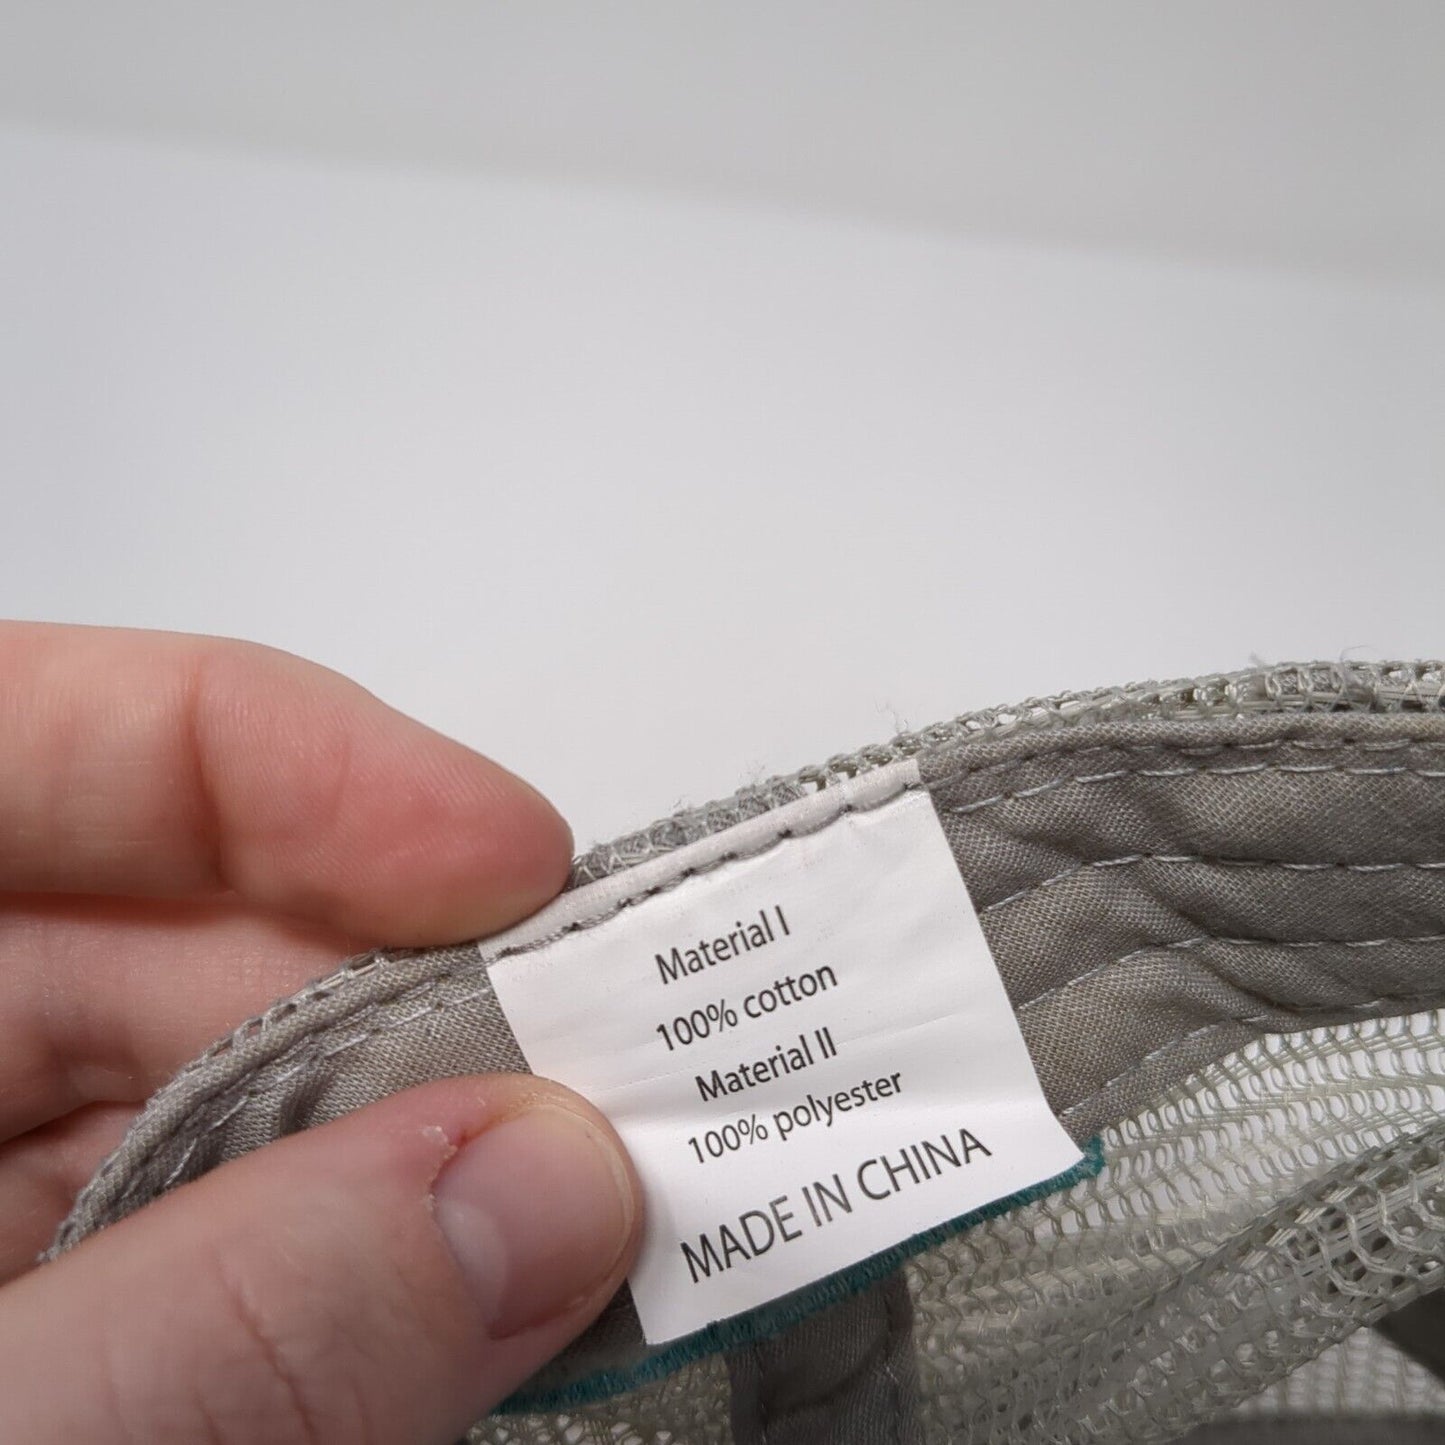 Material I
100% cotton
Material II
100% polyester
MADE IN CHINA